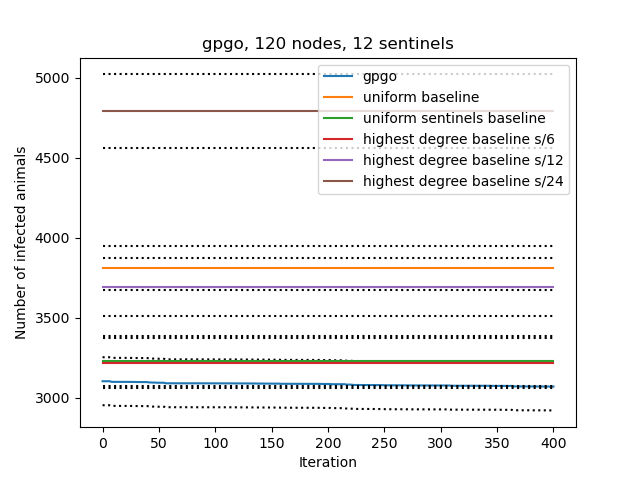 gpgo, 120 nodes, 12 sentinels
5000
4500
4000
3500
3000
Number of infected animals
gpgo
uniform baseline
uniform sentinels baseline
highest degree baseline s/6
highest degree baseline s/12
highest degree baseline s/24
0 50 100 150 200 250 300 350 400
Iteration